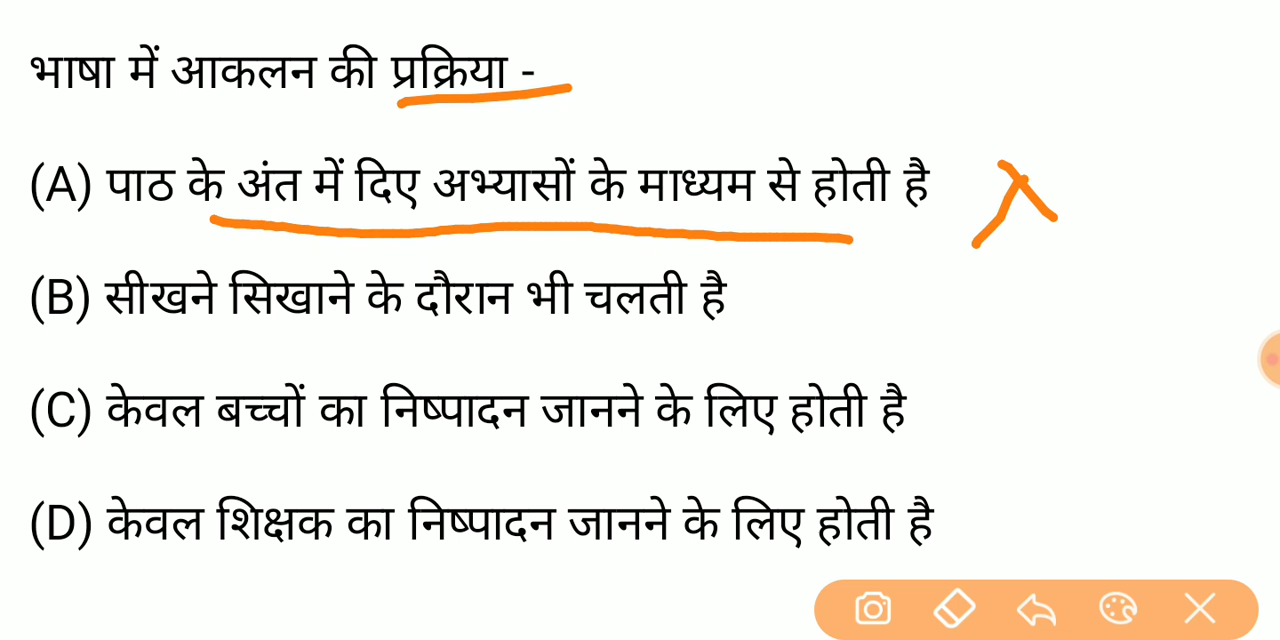 भाषा में आकलन की प्रक्रिया -
(A) पाठ के अंत में दिए अभ्यासों के माध्यम से होती है
(B) सीखने सिखाने के दौरान भी चलती है
(C) केवल बच्चों का निष्पादन जानने के लिए होती है
(D) केवल शिक्षक का निष्पादन जानने के लिए होती है